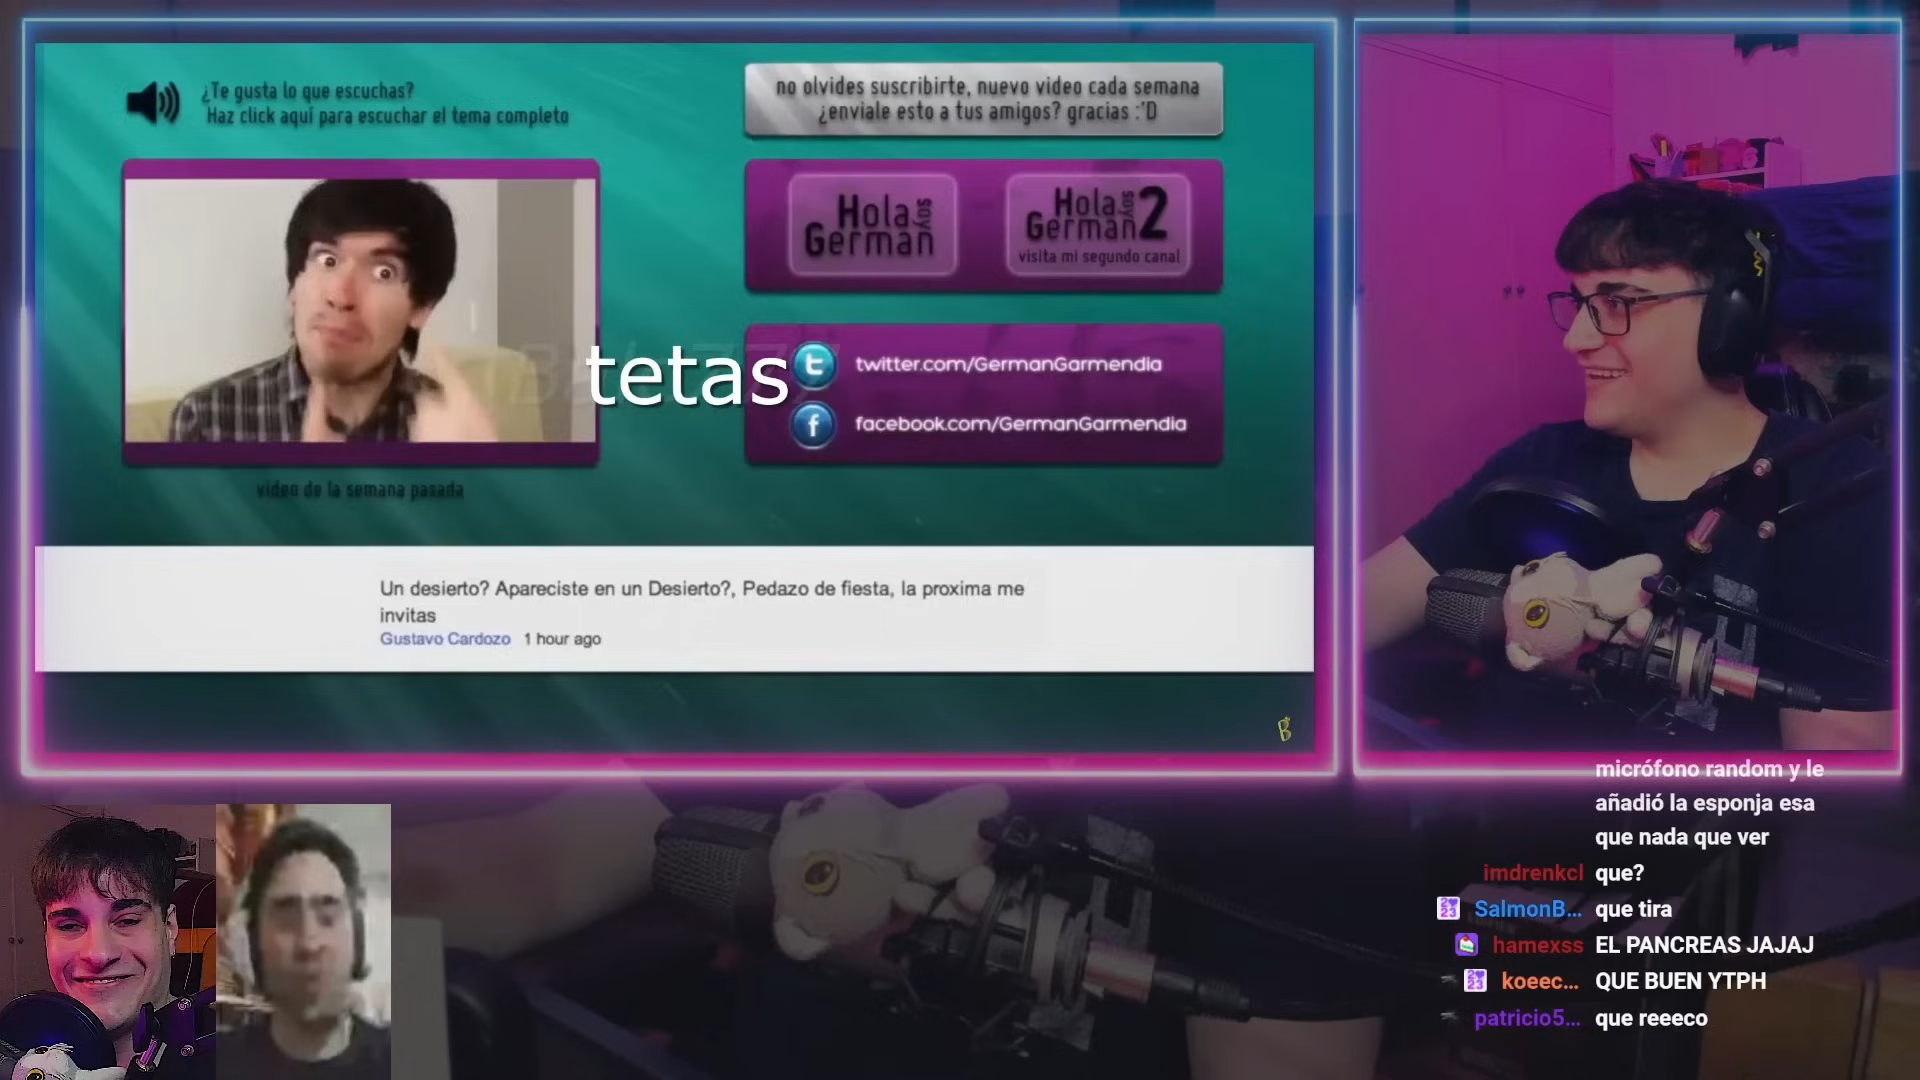 ¿Te gusta lo que escuchas?
Haz click aquí para escuchar el tema completo
no olvides suscribirte, nuevo video cada semana
¿enviale esto a tus amigos? gracias :'D
Hola soy German
Hola soy German 2
visita mi segundo canal
tetas
twitter.com/GermanGarmendia
facebook.com/GermanGarmendia
video de la semana pasada
Un desierto? Apareciste en un Desierto?, Pedazo de fiesta, la proxima me
invitas
Gustavo Cardozo 1 hour ago
micrófono random y le
añadió la esponja esa
que nada que ver
imdrenkcl que?
SalmonB... que tira
hamexss EL PANCREAS JAJAJ
koeec... QUE BUEN YTPH
patricio5... que reeeco